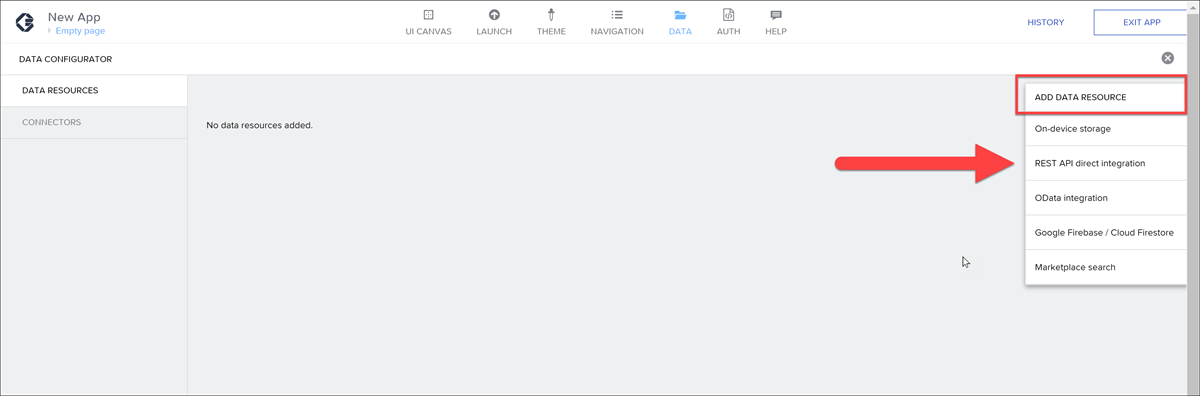 New App
Empty page
UI CANVAS
LAUNCH
THEME
NAVIGATION
DATA
AUTH
HELP
HISTORY
EXIT APP
DATA CONFIGURATOR
DATA RESOURCES
CONNECTORS
No data resources added.
ADD DATA RESOURCE
On-device storage
REST API direct integration
OData integration
Google Firebase / Cloud Firestore
Marketplace search